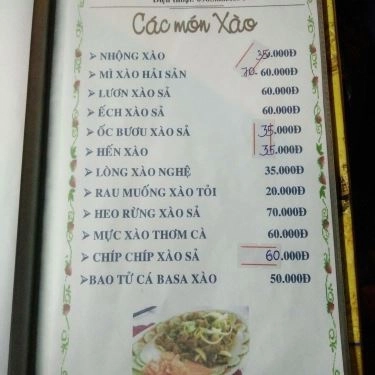 Các món Xào
➢ NHỘNG XÀO 35.000Đ
➢ MÌ XÀO HẢI SẢN 70 - 60.000Đ
➢ LƯƠN XÀO SẢ 60.000Đ
➢ ẾCH XÀO SẢ 60.000Đ
➢ ỐC BƯƠU XÀO SẢ 35.000Đ
➢ HẾN XÀO 35.000Đ
➢ LÒNG XÀO NGHỆ 35.000Đ
➢ RAU MUỐNG XÀO TỎI 20.000Đ
➢ HEO RỪNG XÀO SẢ 70.000Đ
➢ MỰC XÀO THƠM CÀ 60.000Đ
➢ CHÍP CHÍP XÀO SẢ 60.000Đ
➢ BAO TỬ CÁ BASA XÀO 50.000Đ